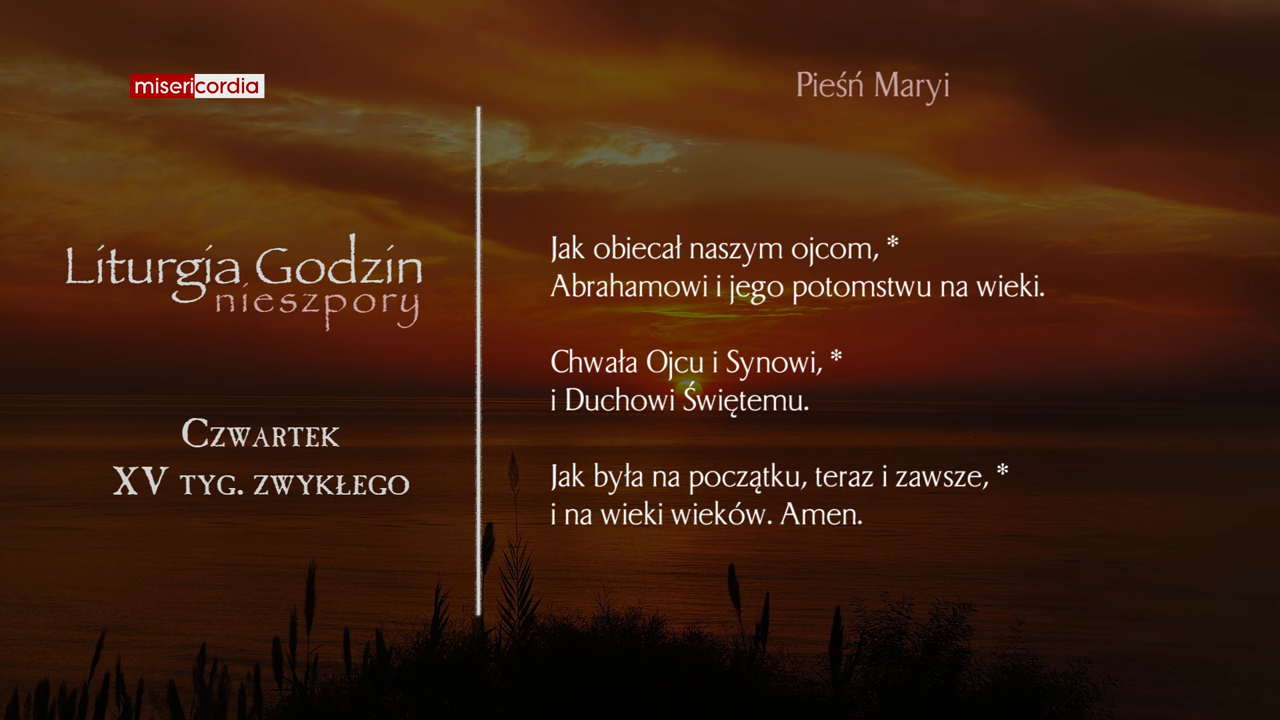 misericordia
Pieśń Maryi
Liturgia Godzin
nieszpory
Czwartek
XV tyg. zwykłego
Jak obiecał naszym ojcom, *
Abrahamowi i jego potomstwu na wieki.
Chwała Ojcu i Synowi, *
i Duchowi Świętemu.
Jak była na początku, teraz i zawsze, *
i na wieki wieków. Amen.